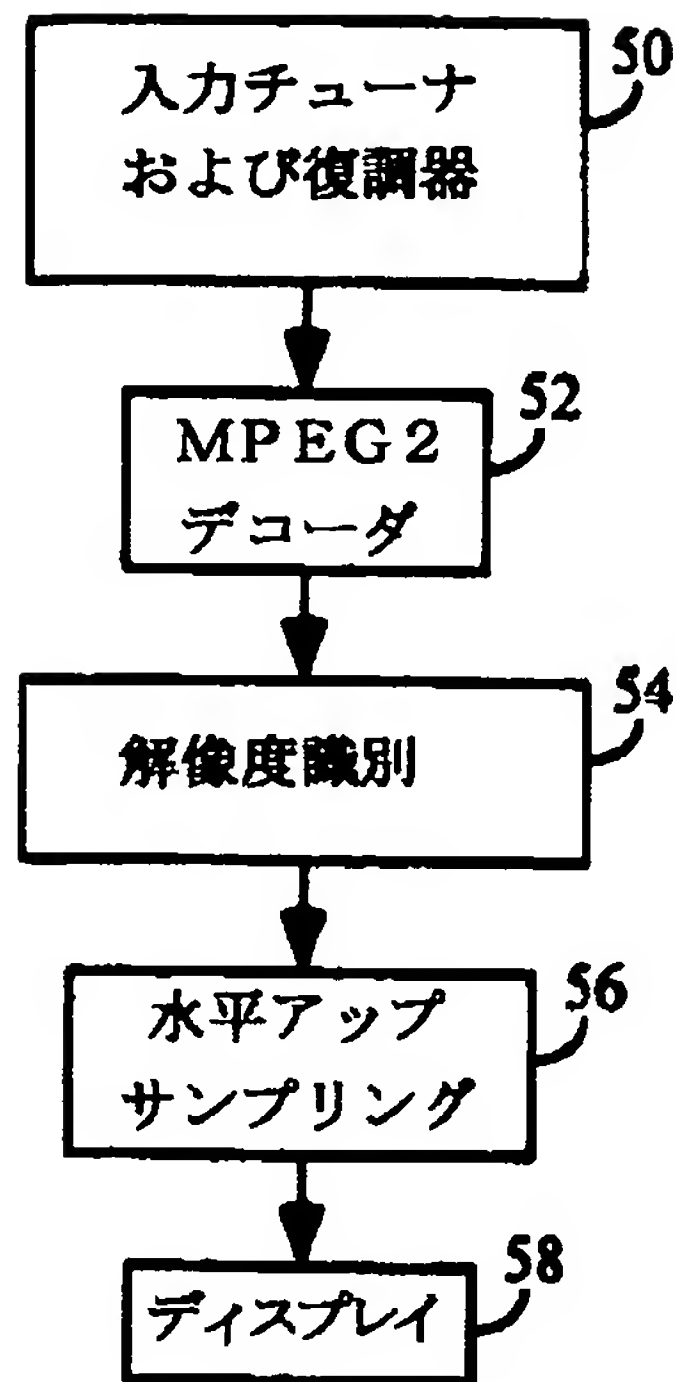 入力チューナ
および復調器
50
MPEG2
デコーダ
52
解像度識別
54
水平アップ
サンプリング
56
ディスプレイ
58